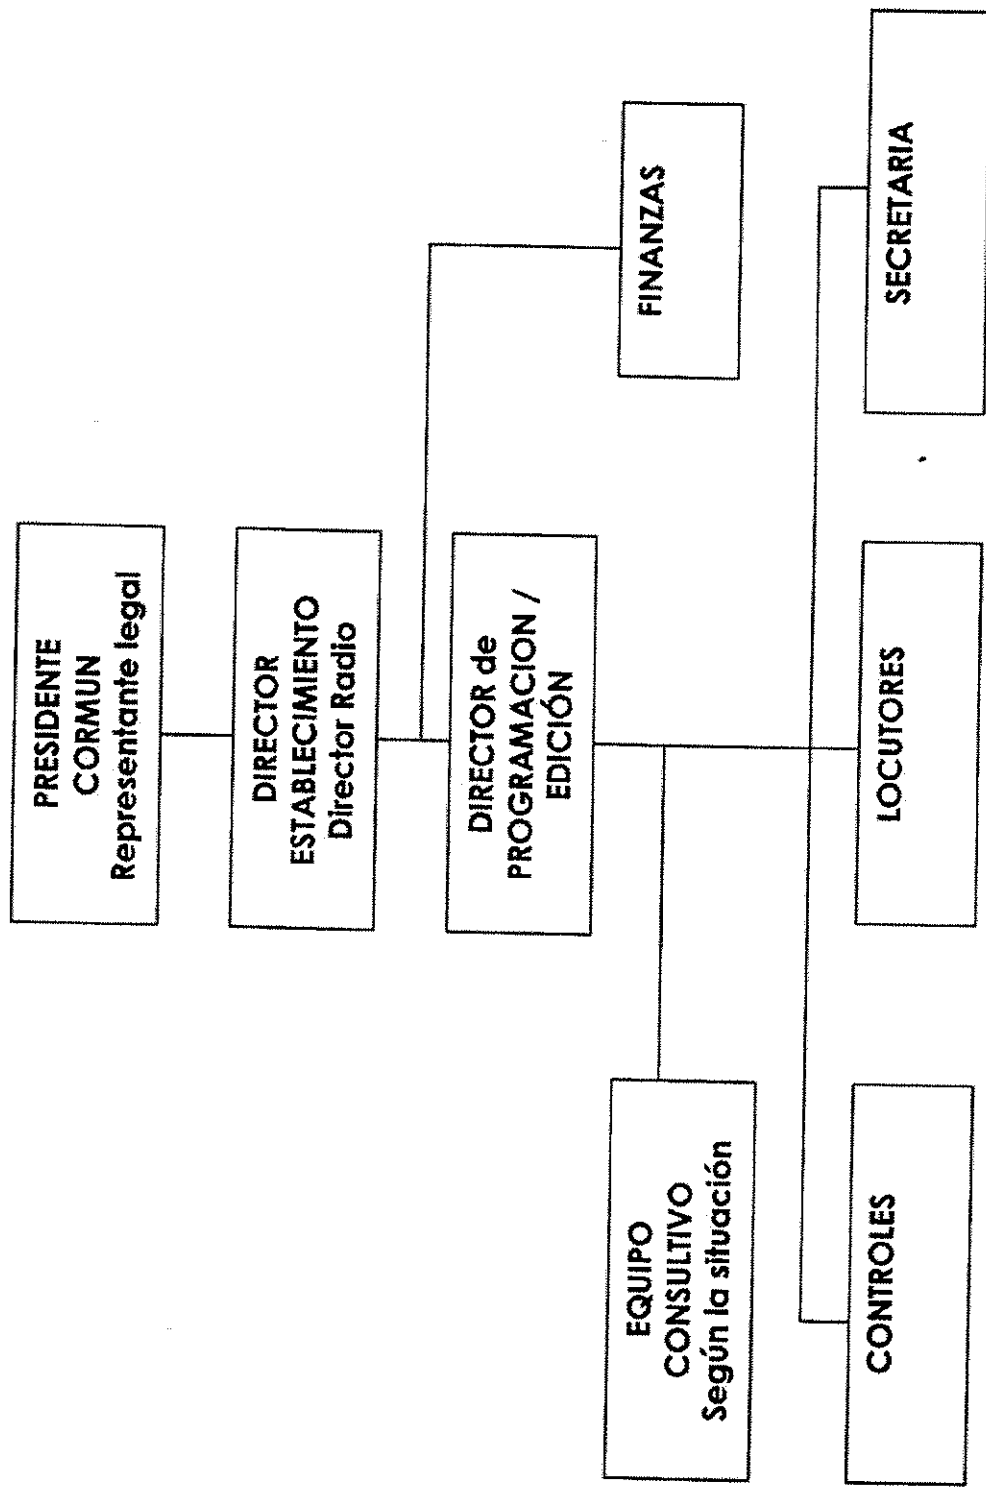 PRESIDENTE
CORMUN
Representante legal
DIRECTOR
ESTABLECIMIENTO
Director Radio
DIRECTOR de
PROGRAMACION /
EDICIÓN
FINANZAS
EQUIPO
CONSULTIVO
Según la situación
CONTROLES
LOCUTORES
SECRETARIA